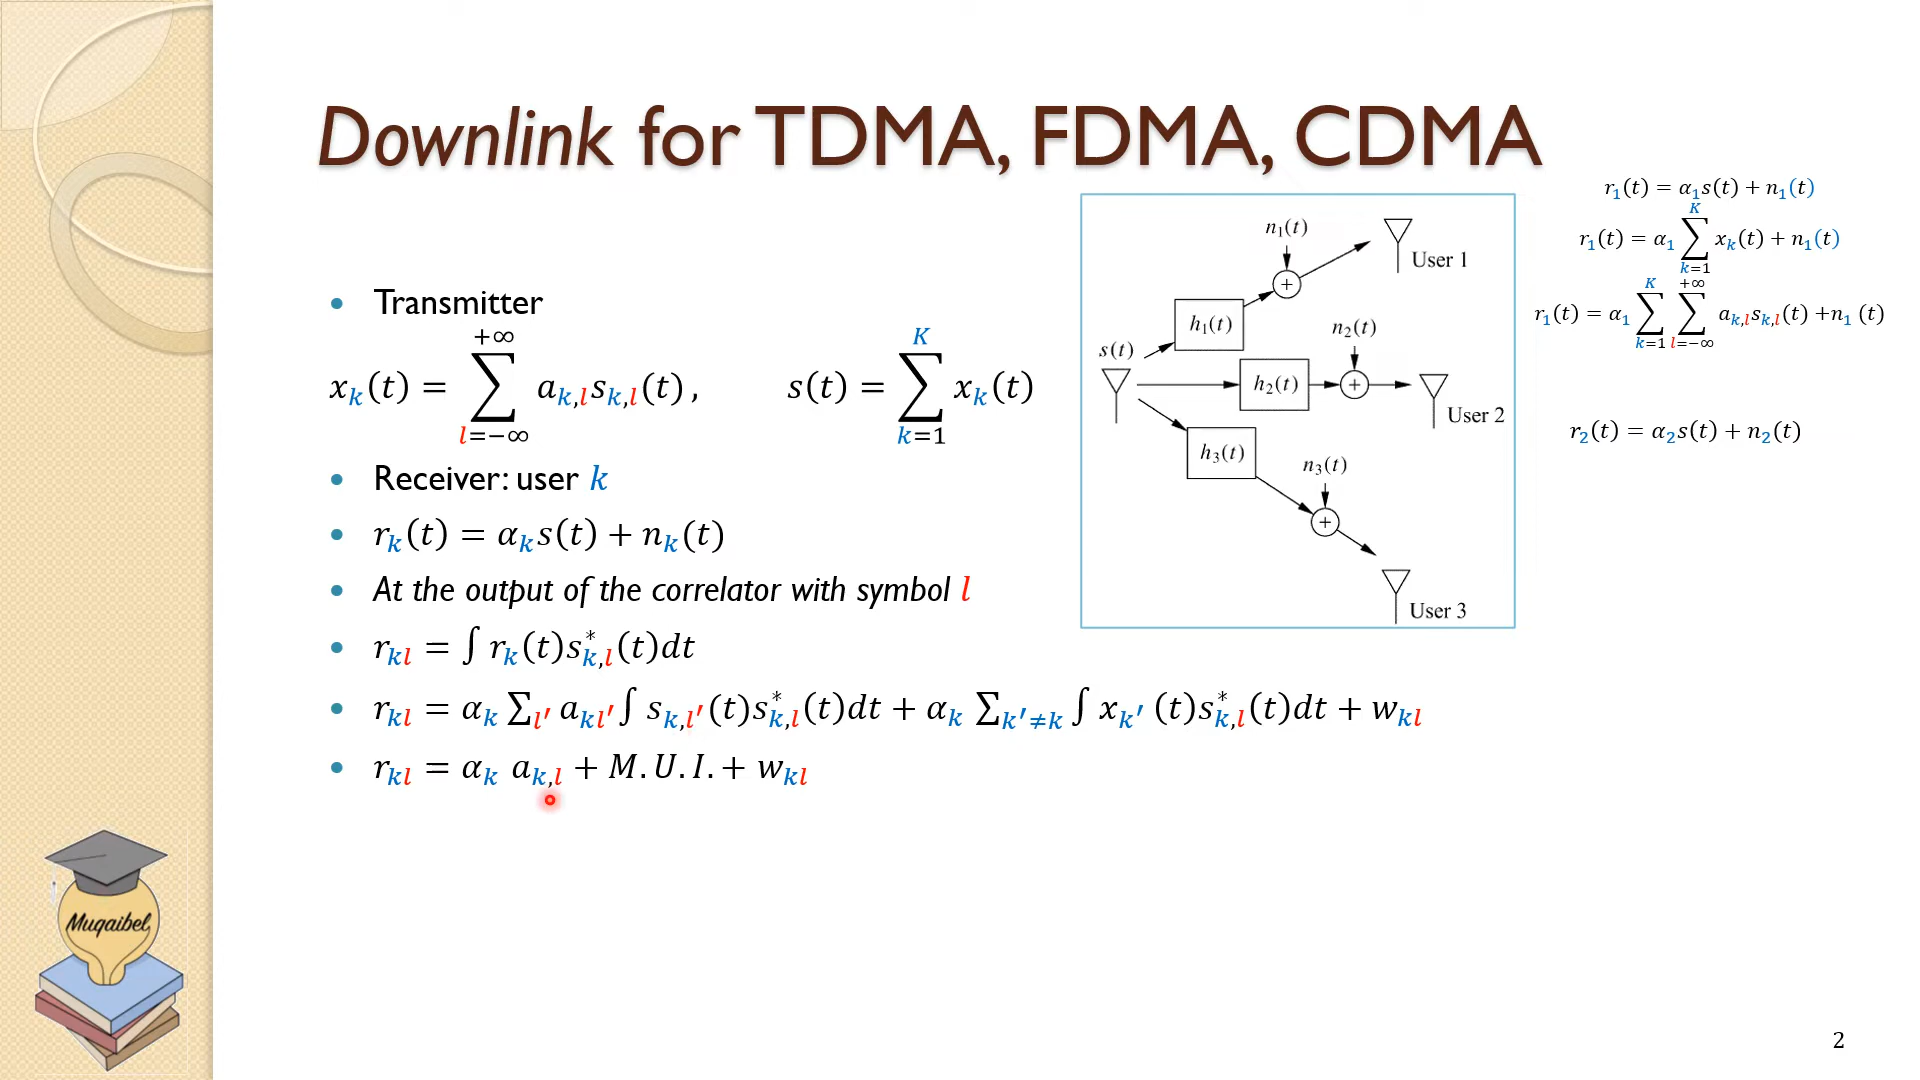 Downlink for TDMA, FDMA, CDMA
• Transmitter
x_k(t) = ∑_{l=−∞}^{+∞} a_{k,l}s_{k,l}(t) ,   s(t) = ∑_{k=1}^{K} x_k(t)
• Receiver: user k
• r_k(t) = α_k s(t) + n_k(t)
• At the output of the correlator with symbol l
• r_{kl} = ∫ r_k(t)s*_{k,l}(t)dt
• r_{kl} = α_k ∑_{l′} a_{kl′} ∫ s_{k,l′}(t)s*_{k,l}(t)dt + α_k ∑_{k′≠k} ∫ x_{k′}(t)s*_{k,l}(t)dt + w_{kl}
• r_{kl} = α_k a_{k,l} + M.U.I. + w_{kl}
n_1(t)
User 1
h_1(t)
+
s(t)
n_2(t)
h_2(t)
+
User 2
h_3(t)
n_3(t)
+
User 3
r_1(t) = α_1s(t) + n_1(t)
r_1(t) = α_1 ∑_{k=1}^{K} x_k(t) + n_1(t)
r_1(t) = α_1 ∑_{k=1}^{K} ∑_{l=−∞}^{+∞} a_{k,l}s_{k,l}(t) +n_1 (t)
r_2(t) = α_2s(t) + n_2(t)
Muqaibel
2